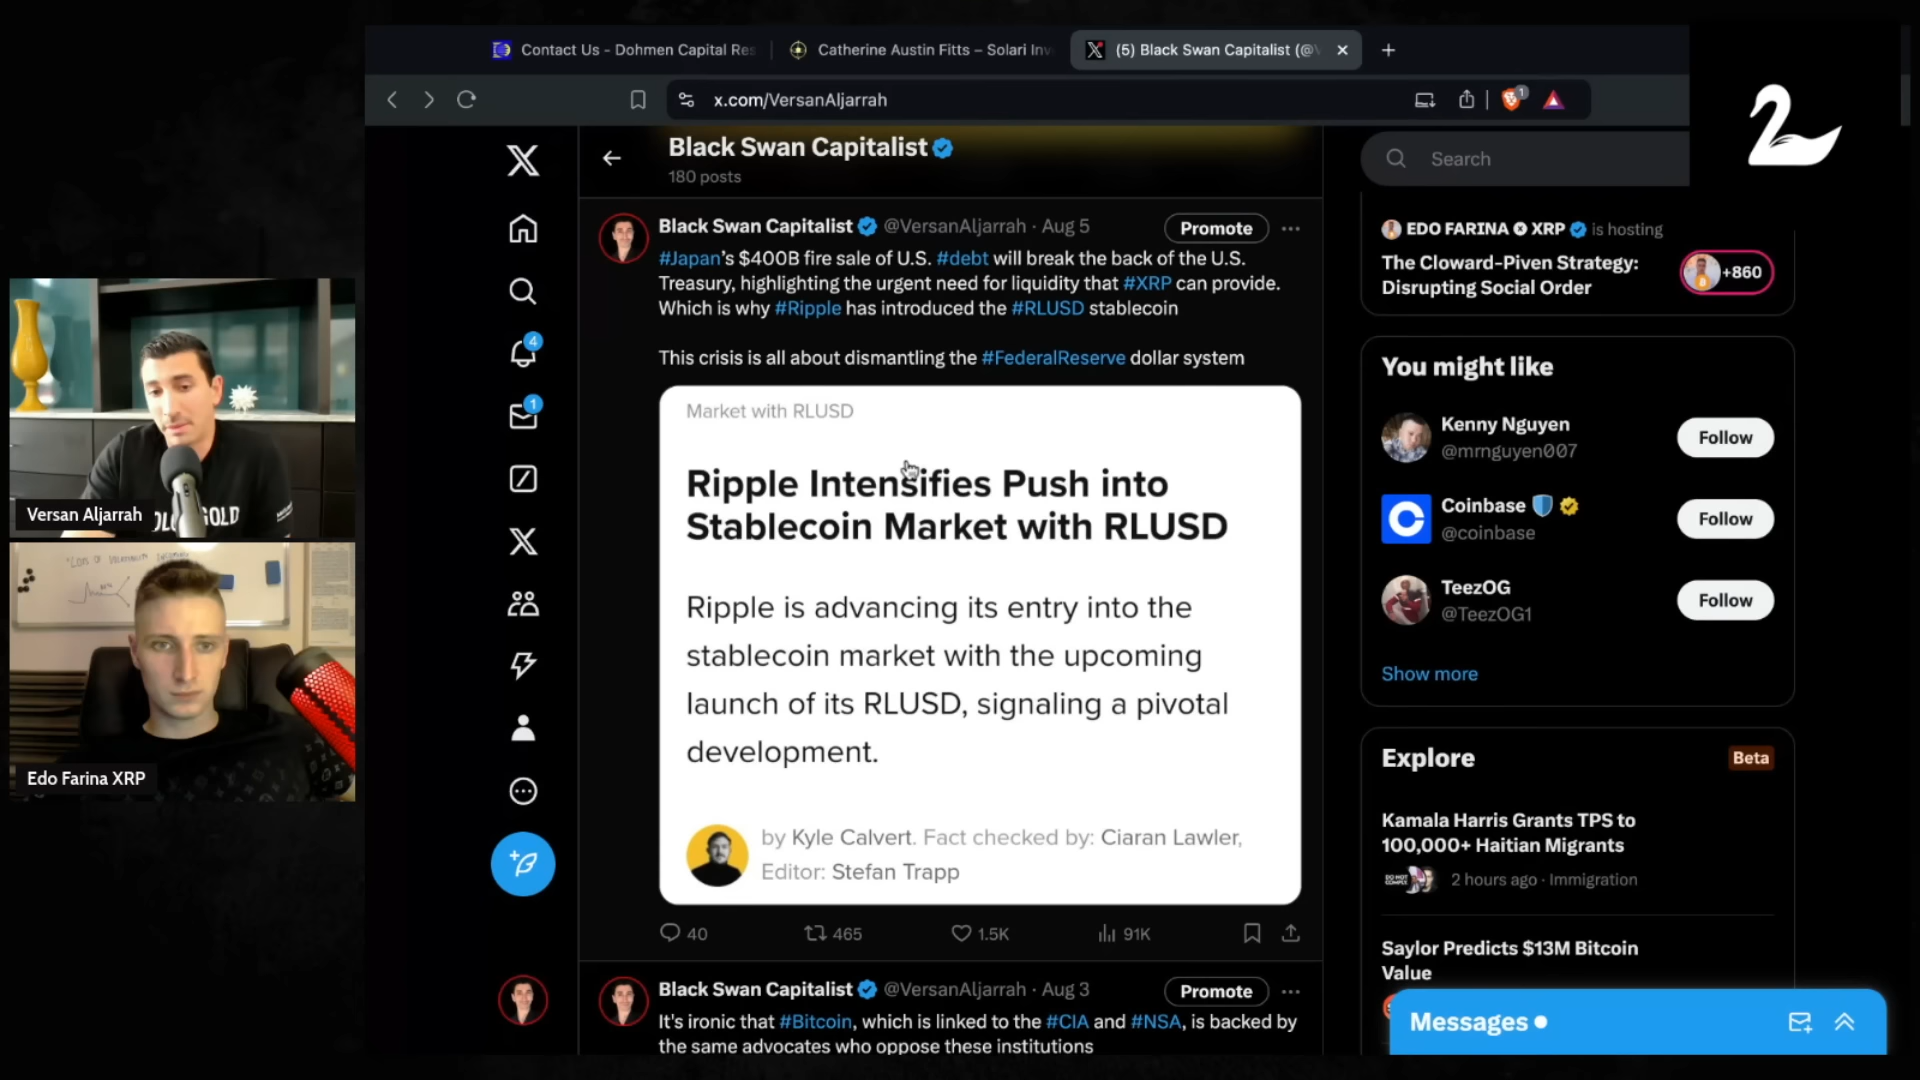 Contact Us - Dohmen Capital Res
Catherine Austin Fitts – Solari Inv
(5) Black Swan Capitalist (@V
x.com/VersanAljarrah
1
Black Swan Capitalist
180 posts
Search
Black Swan Capitalist @VersanAljarrah · Aug 5
Promote
#Japan's $400B fire sale of U.S. #debt will break the back of the U.S.
Treasury, highlighting the urgent need for liquidity that #XRP can provide.
Which is why #Ripple has introduced the #RLUSD stablecoin
This crisis is all about dismantling the #FederalReserve dollar system
Market with RLUSD
Ripple Intensifies Push into
Stablecoin Market with RLUSD
Ripple is advancing its entry into the
stablecoin market with the upcoming
launch of its RLUSD, signaling a pivotal
development.
by Kyle Calvert. Fact checked by: Ciaran Lawler,
Editor: Stefan Trapp
40
465
1.5K
91K
Black Swan Capitalist @VersanAljarrah · Aug 3
Promote
It's ironic that #Bitcoin, which is linked to the #CIA and #NSA, is backed by
the same advocates who oppose these institutions
4
1
EDO FARINA XRP is hosting
The Cloward-Piven Strategy:
Disrupting Social Order
+860
You might like
Kenny Nguyen
@mrnguyen007
Follow
Coinbase
@coinbase
Follow
TeezOG
@TeezOG1
Follow
Show more
Explore
Beta
Kamala Harris Grants TPS to
100,000+ Haitian Migrants
2 hours ago · Immigration
Saylor Predicts $13M Bitcoin
Value
Messages
Versan Aljarrah
GOLD
Edo Farina XRP